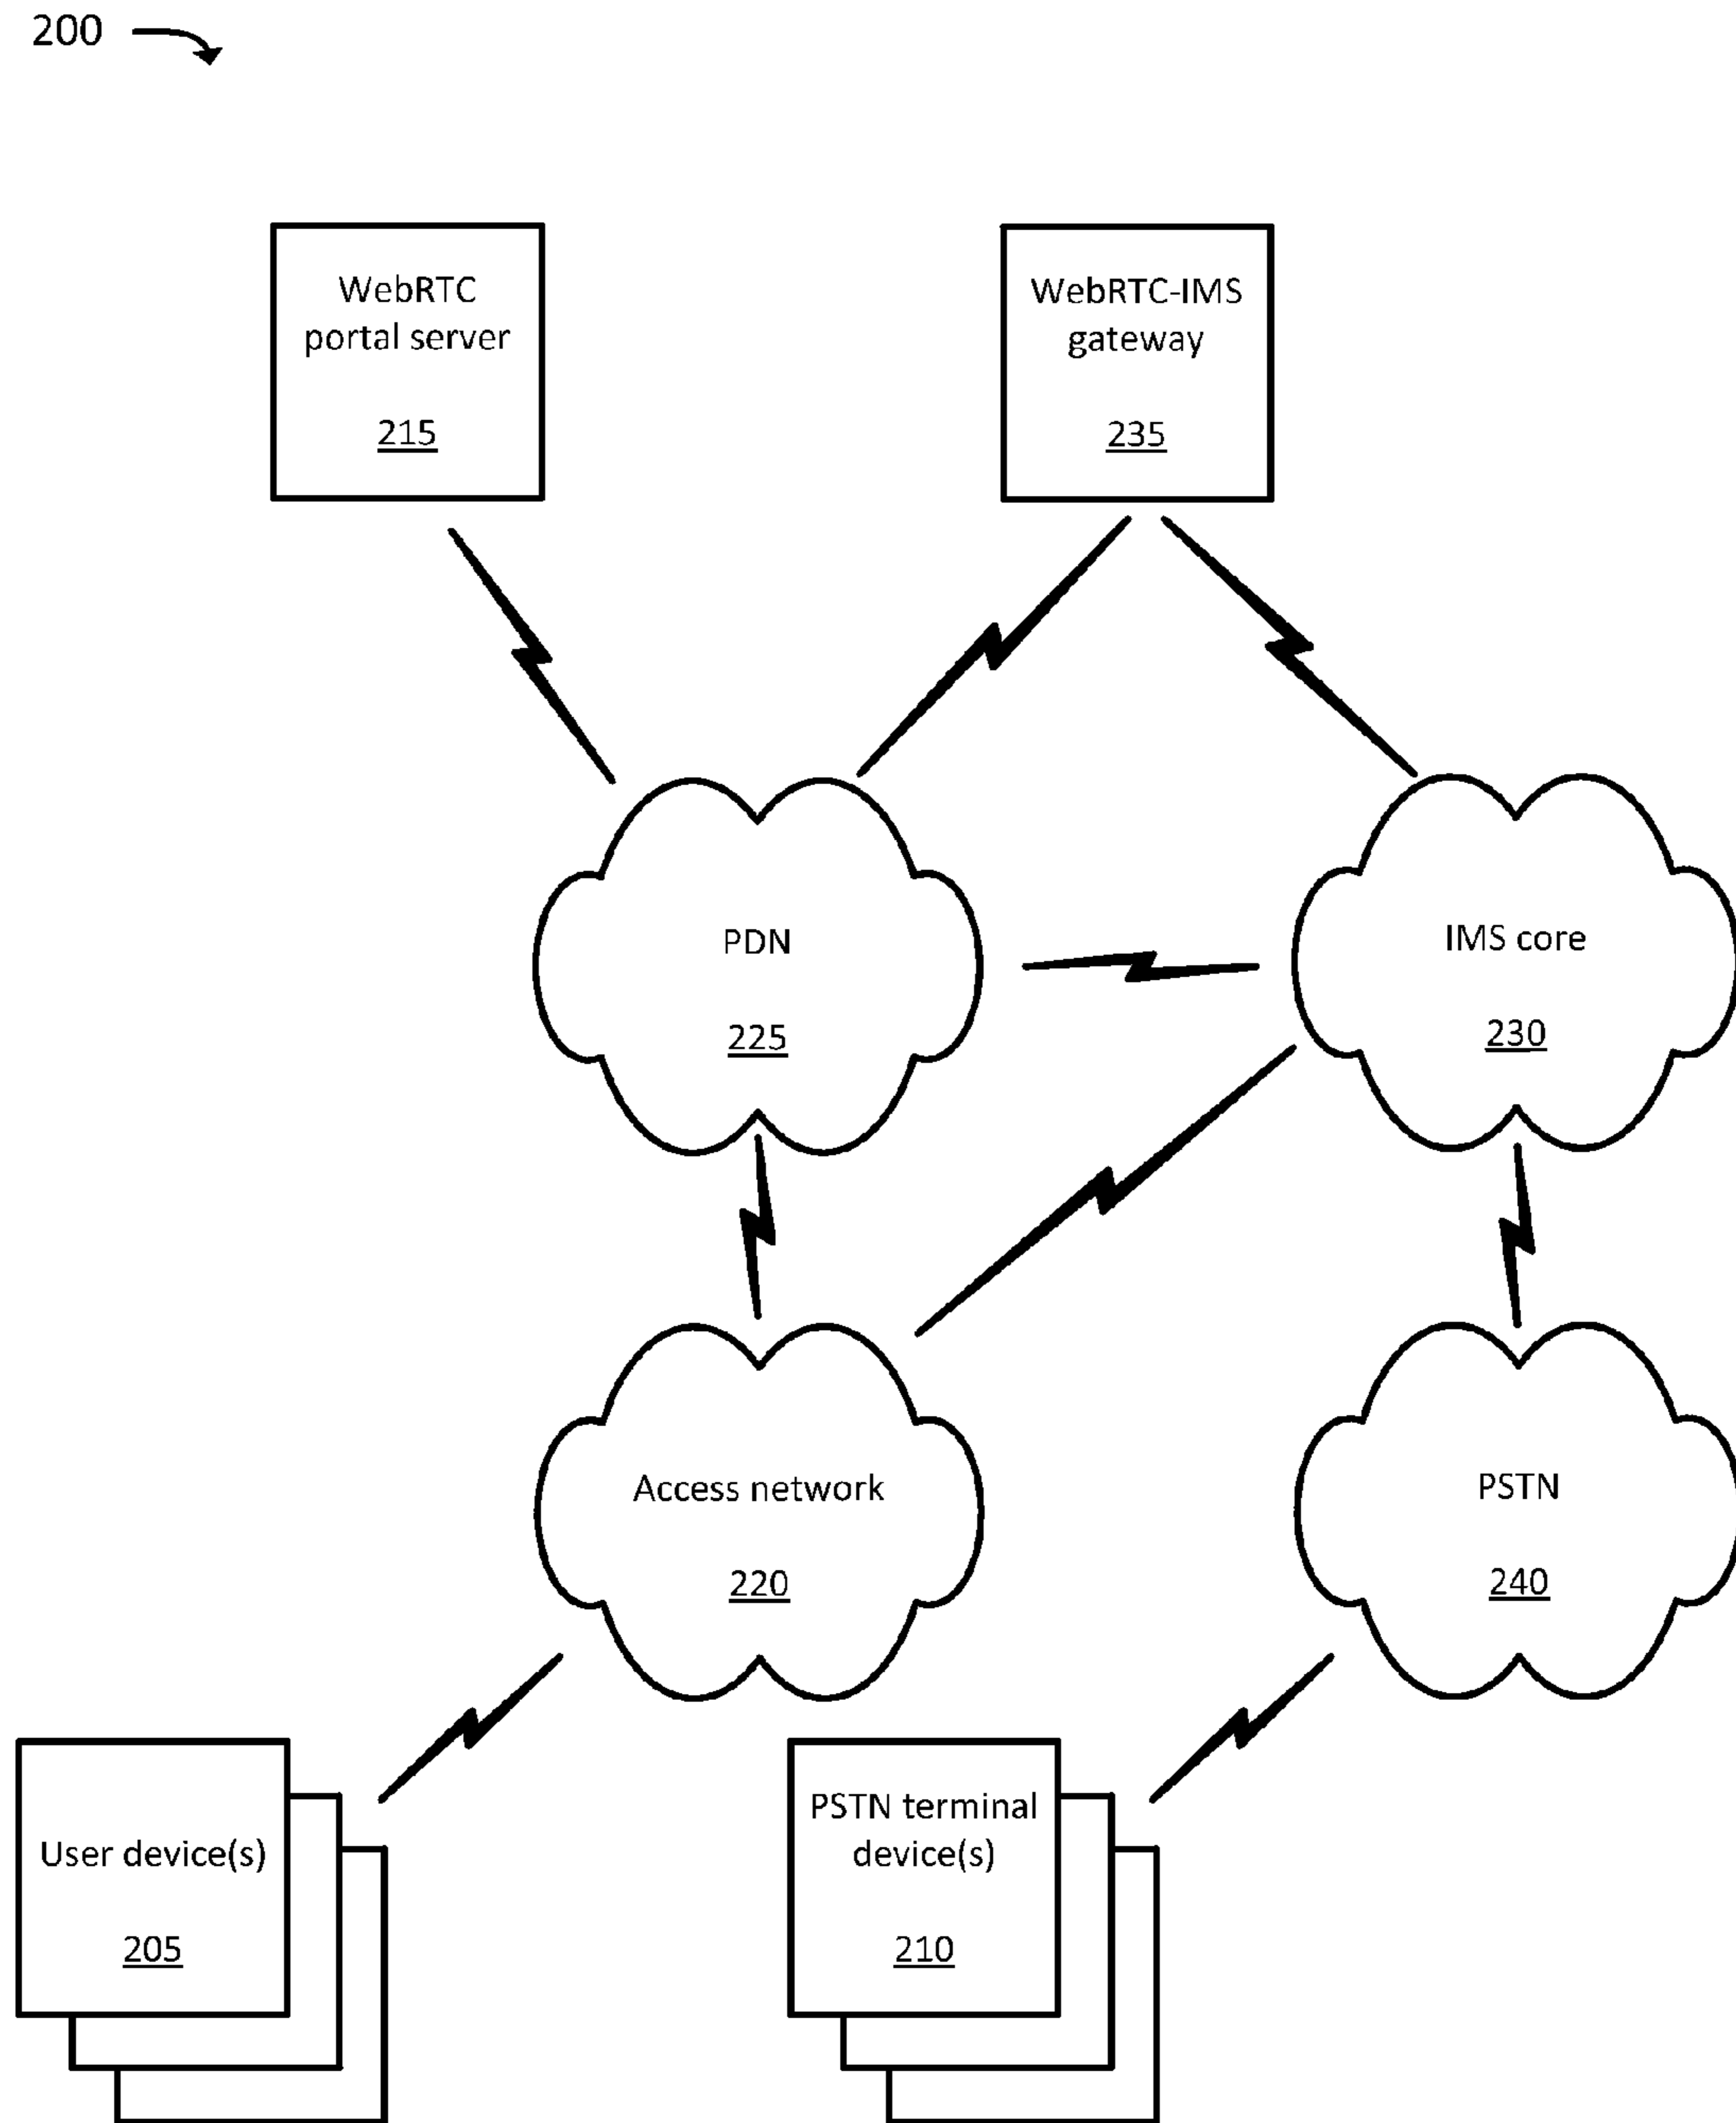 200
WebRTC
portal server
215
WebRTC-IMS
gateway
235
PDN
225
IMS core
230
Access network
220
PSTN
240
User device(s)
205
PSTN terminal
device(s)
210